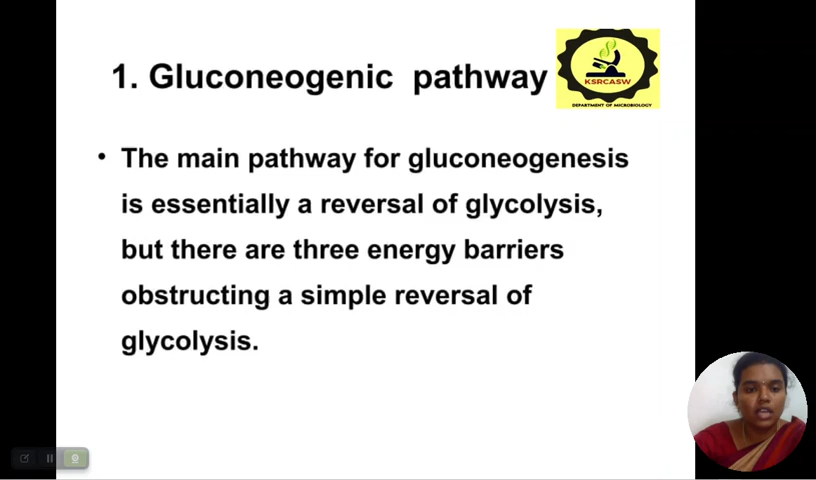 1. Gluconeogenic pathway
KSRCASW
DEPARTMENT OF MICROBIOLOGY
• The main pathway for gluconeogenesis
is essentially a reversal of glycolysis,
but there are three energy barriers
obstructing a simple reversal of
glycolysis.